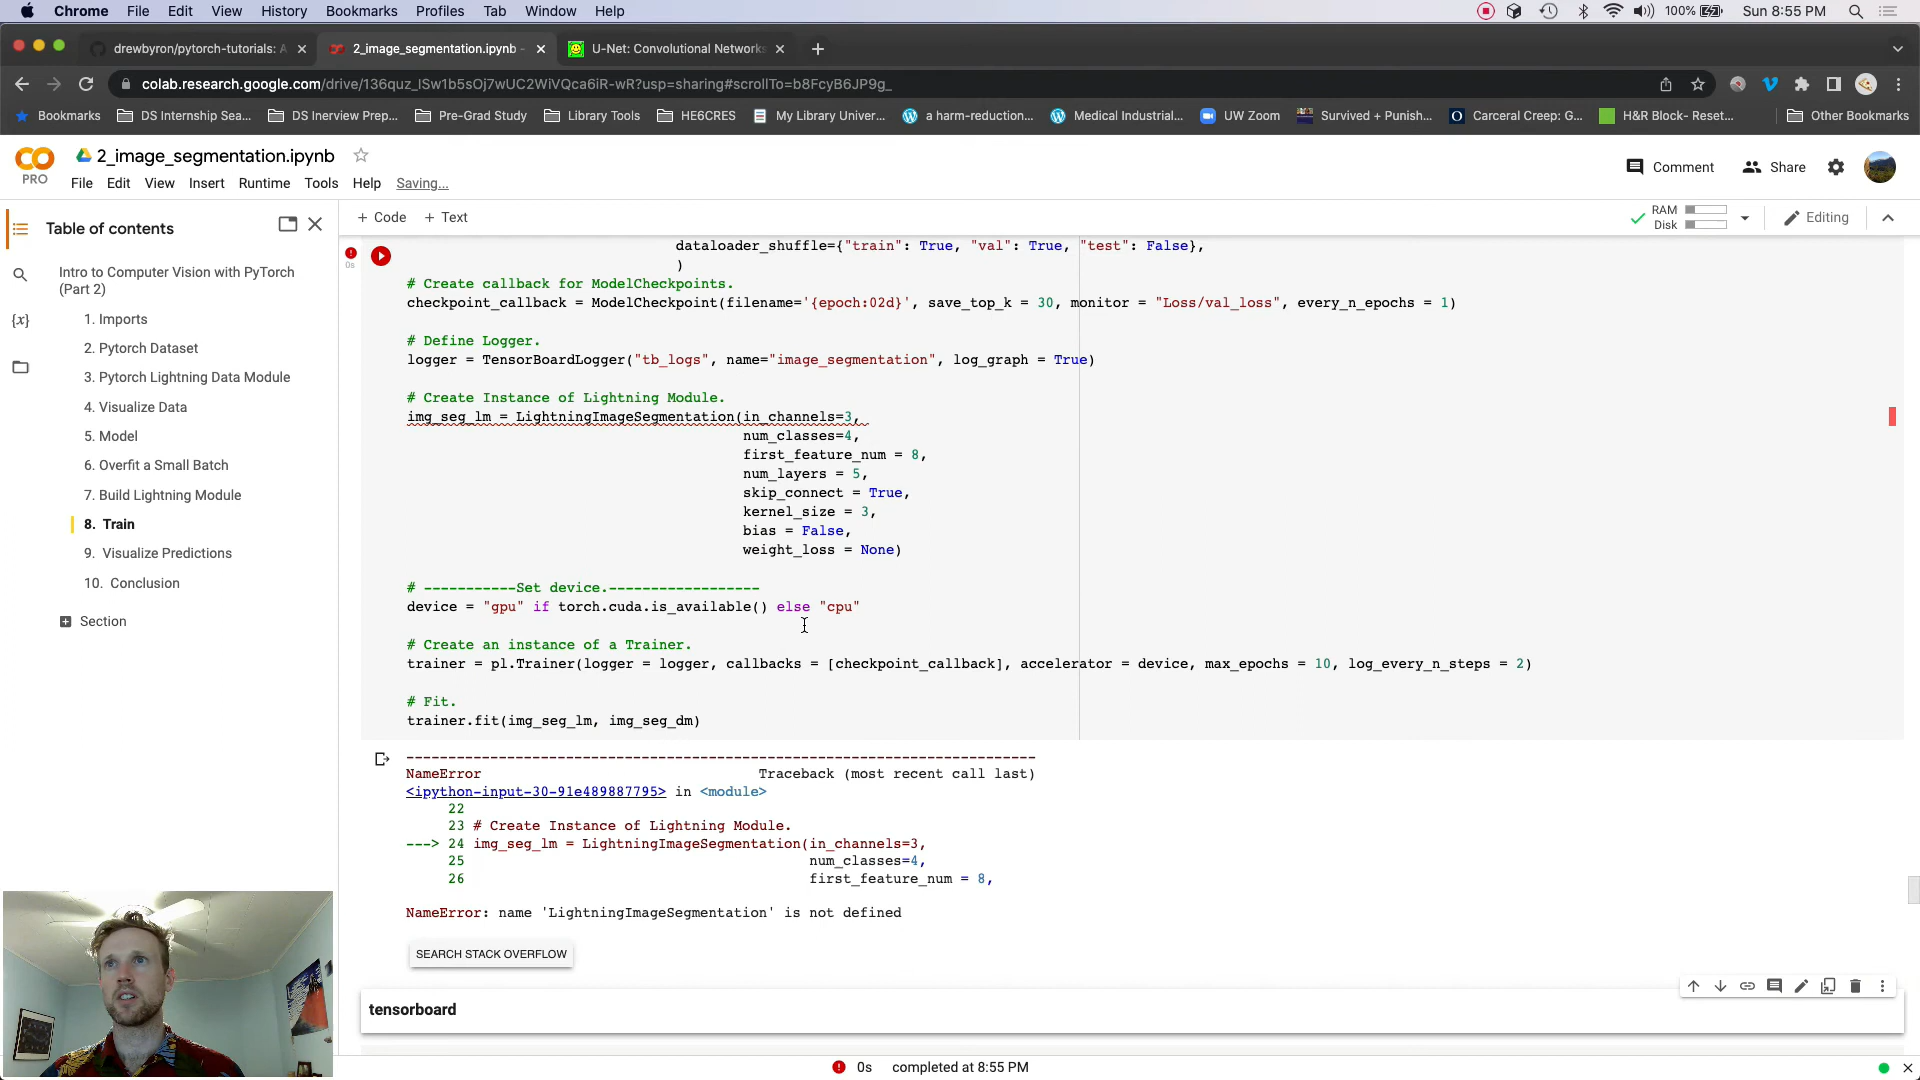 Chrome File Edit View History Bookmarks Profiles Tab Window Help 100% Sun 8:55 PM
drewbyron/pytorch-tutorials: A 2_image_segmentation.ipynb - U-Net: Convolutional Networks
colab.research.google.com/drive/136quz_lSw1b5sOj7wUC2WiVQca6iR-wR?usp=sharing#scrollTo=b8FcyB6JP9g_
Bookmarks DS Internship Sea... DS Inerview Prep... Pre-Grad Study Library Tools HE6CRES My Library Univer... a harm-reduction... Medical Industrial... UW Zoom Survived + Punish... Carceral Creep: G... H&R Block- Reset... Other Bookmarks
CO PRO
2_image_segmentation.ipynb
Comment Share
File Edit View Insert Runtime Tools Help Saving...
+ Code + Text
RAM
Disk
Editing
Table of contents
Intro to Computer Vision with PyTorch (Part 2)
1. Imports
2. Pytorch Dataset
3. Pytorch Lightning Data Module
4. Visualize Data
5. Model
6. Overfit a Small Batch
7. Build Lightning Module
8. Train
9. Visualize Predictions
10. Conclusion
Section
{x}
0s
dataloader_shuffle={"train": True, "val": True, "test": False},
)
# Create callback for ModelCheckpoints.
checkpoint_callback = ModelCheckpoint(filename='{epoch:02d}', save_top_k = 30, monitor = "Loss/val_loss", every_n_epochs = 1)
# Define Logger.
logger = TensorBoardLogger("tb_logs", name="image_segmentation", log_graph = True)
# Create Instance of Lightning Module.
img_seg_lm = LightningImageSegmentation(in_channels=3,
num_classes=4,
first_feature_num = 8,
num_layers = 5,
skip_connect = True,
kernel_size = 3,
bias = False,
weight_loss = None)
# -----------Set device.------------------
device = "gpu" if torch.cuda.is_available() else "cpu"
# Create an instance of a Trainer.
trainer = pl.Trainer(logger = logger, callbacks = [checkpoint_callback], accelerator = device, max_epochs = 10, log_every_n_steps = 2)
# Fit.
trainer.fit(img_seg_lm, img_seg_dm)
---------------------------------------------------------------------------
NameError Traceback (most recent call last)
<ipython-input-30-91e489887795> in <module>
22
23 # Create Instance of Lightning Module.
---> 24 img_seg_lm = LightningImageSegmentation(in_channels=3,
25 num_classes=4,
26 first_feature_num = 8,
NameError: name 'LightningImageSegmentation' is not defined
SEARCH STACK OVERFLOW
tensorboard
0s completed at 8:55 PM